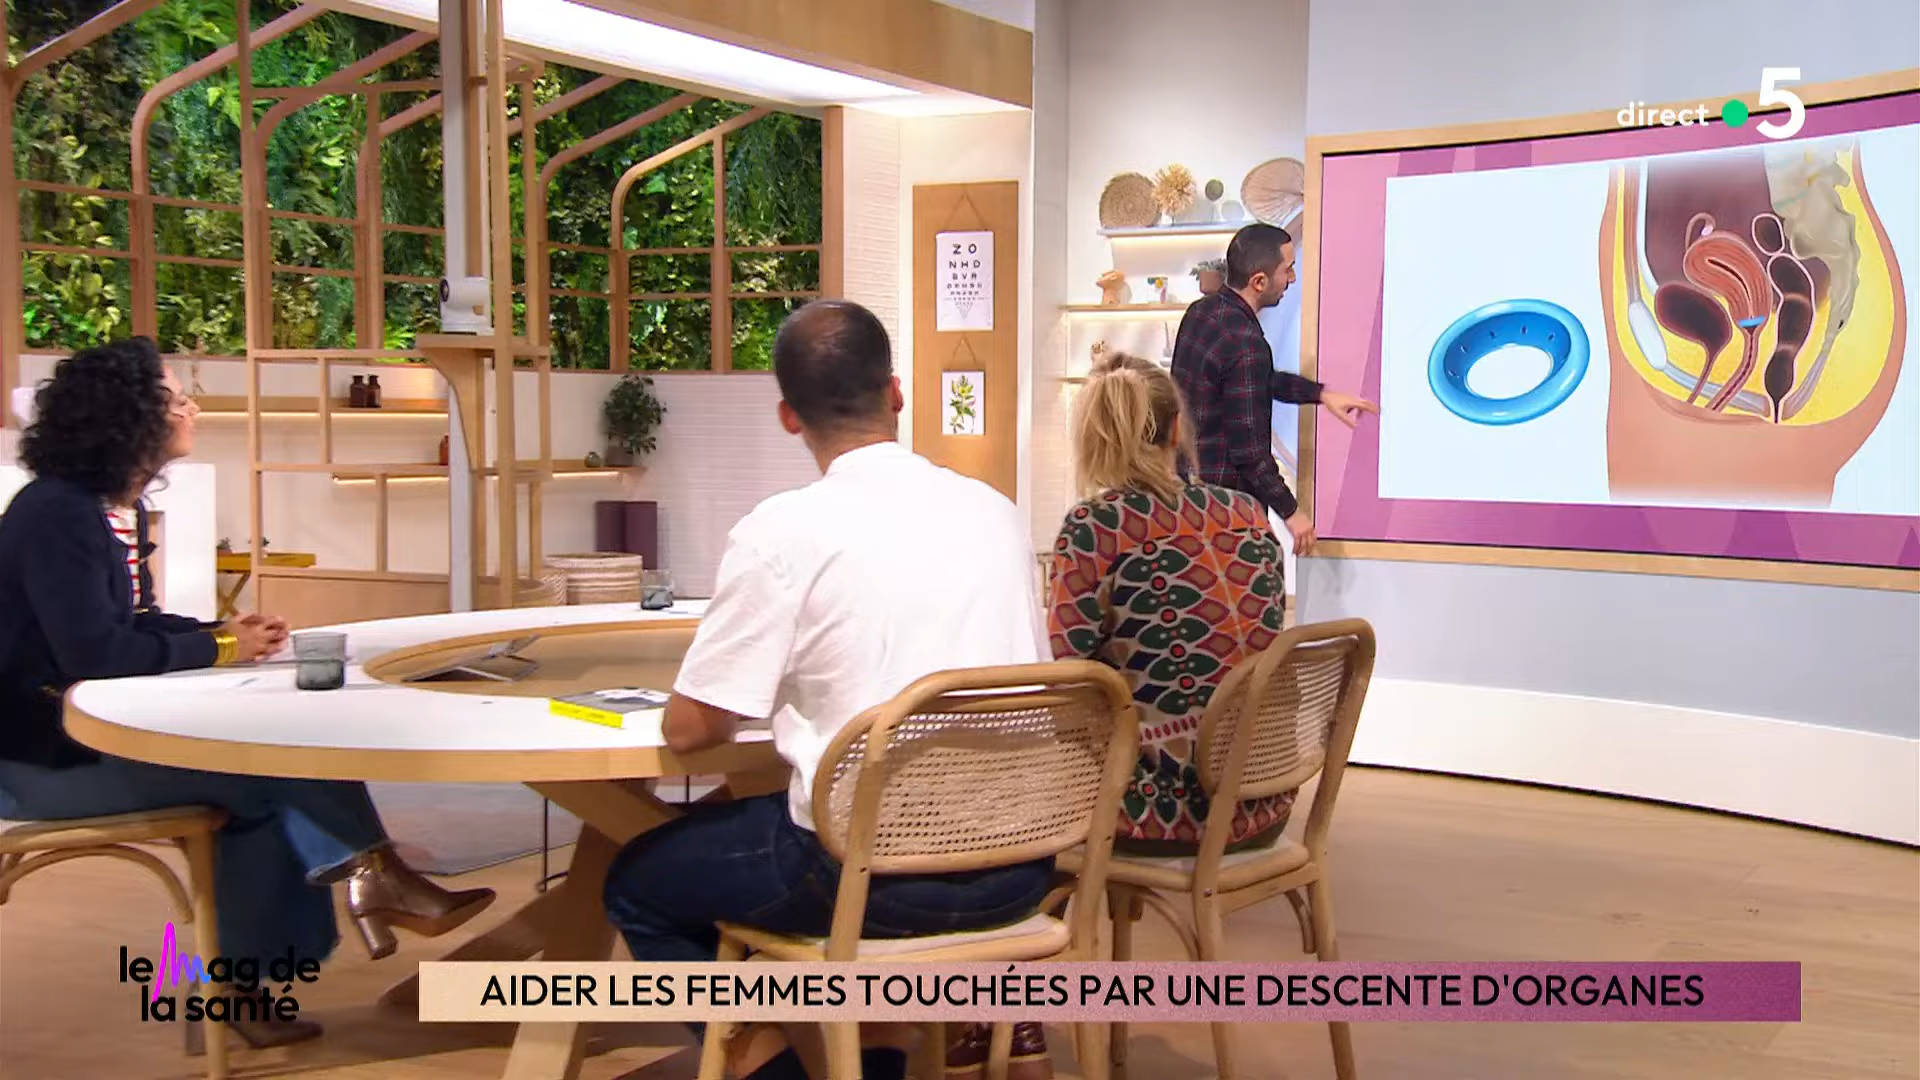 direct 5
Z O
N H D
le Mag de
la santé
AIDER LES FEMMES TOUCHÉES PAR UNE DESCENTE D'ORGANES